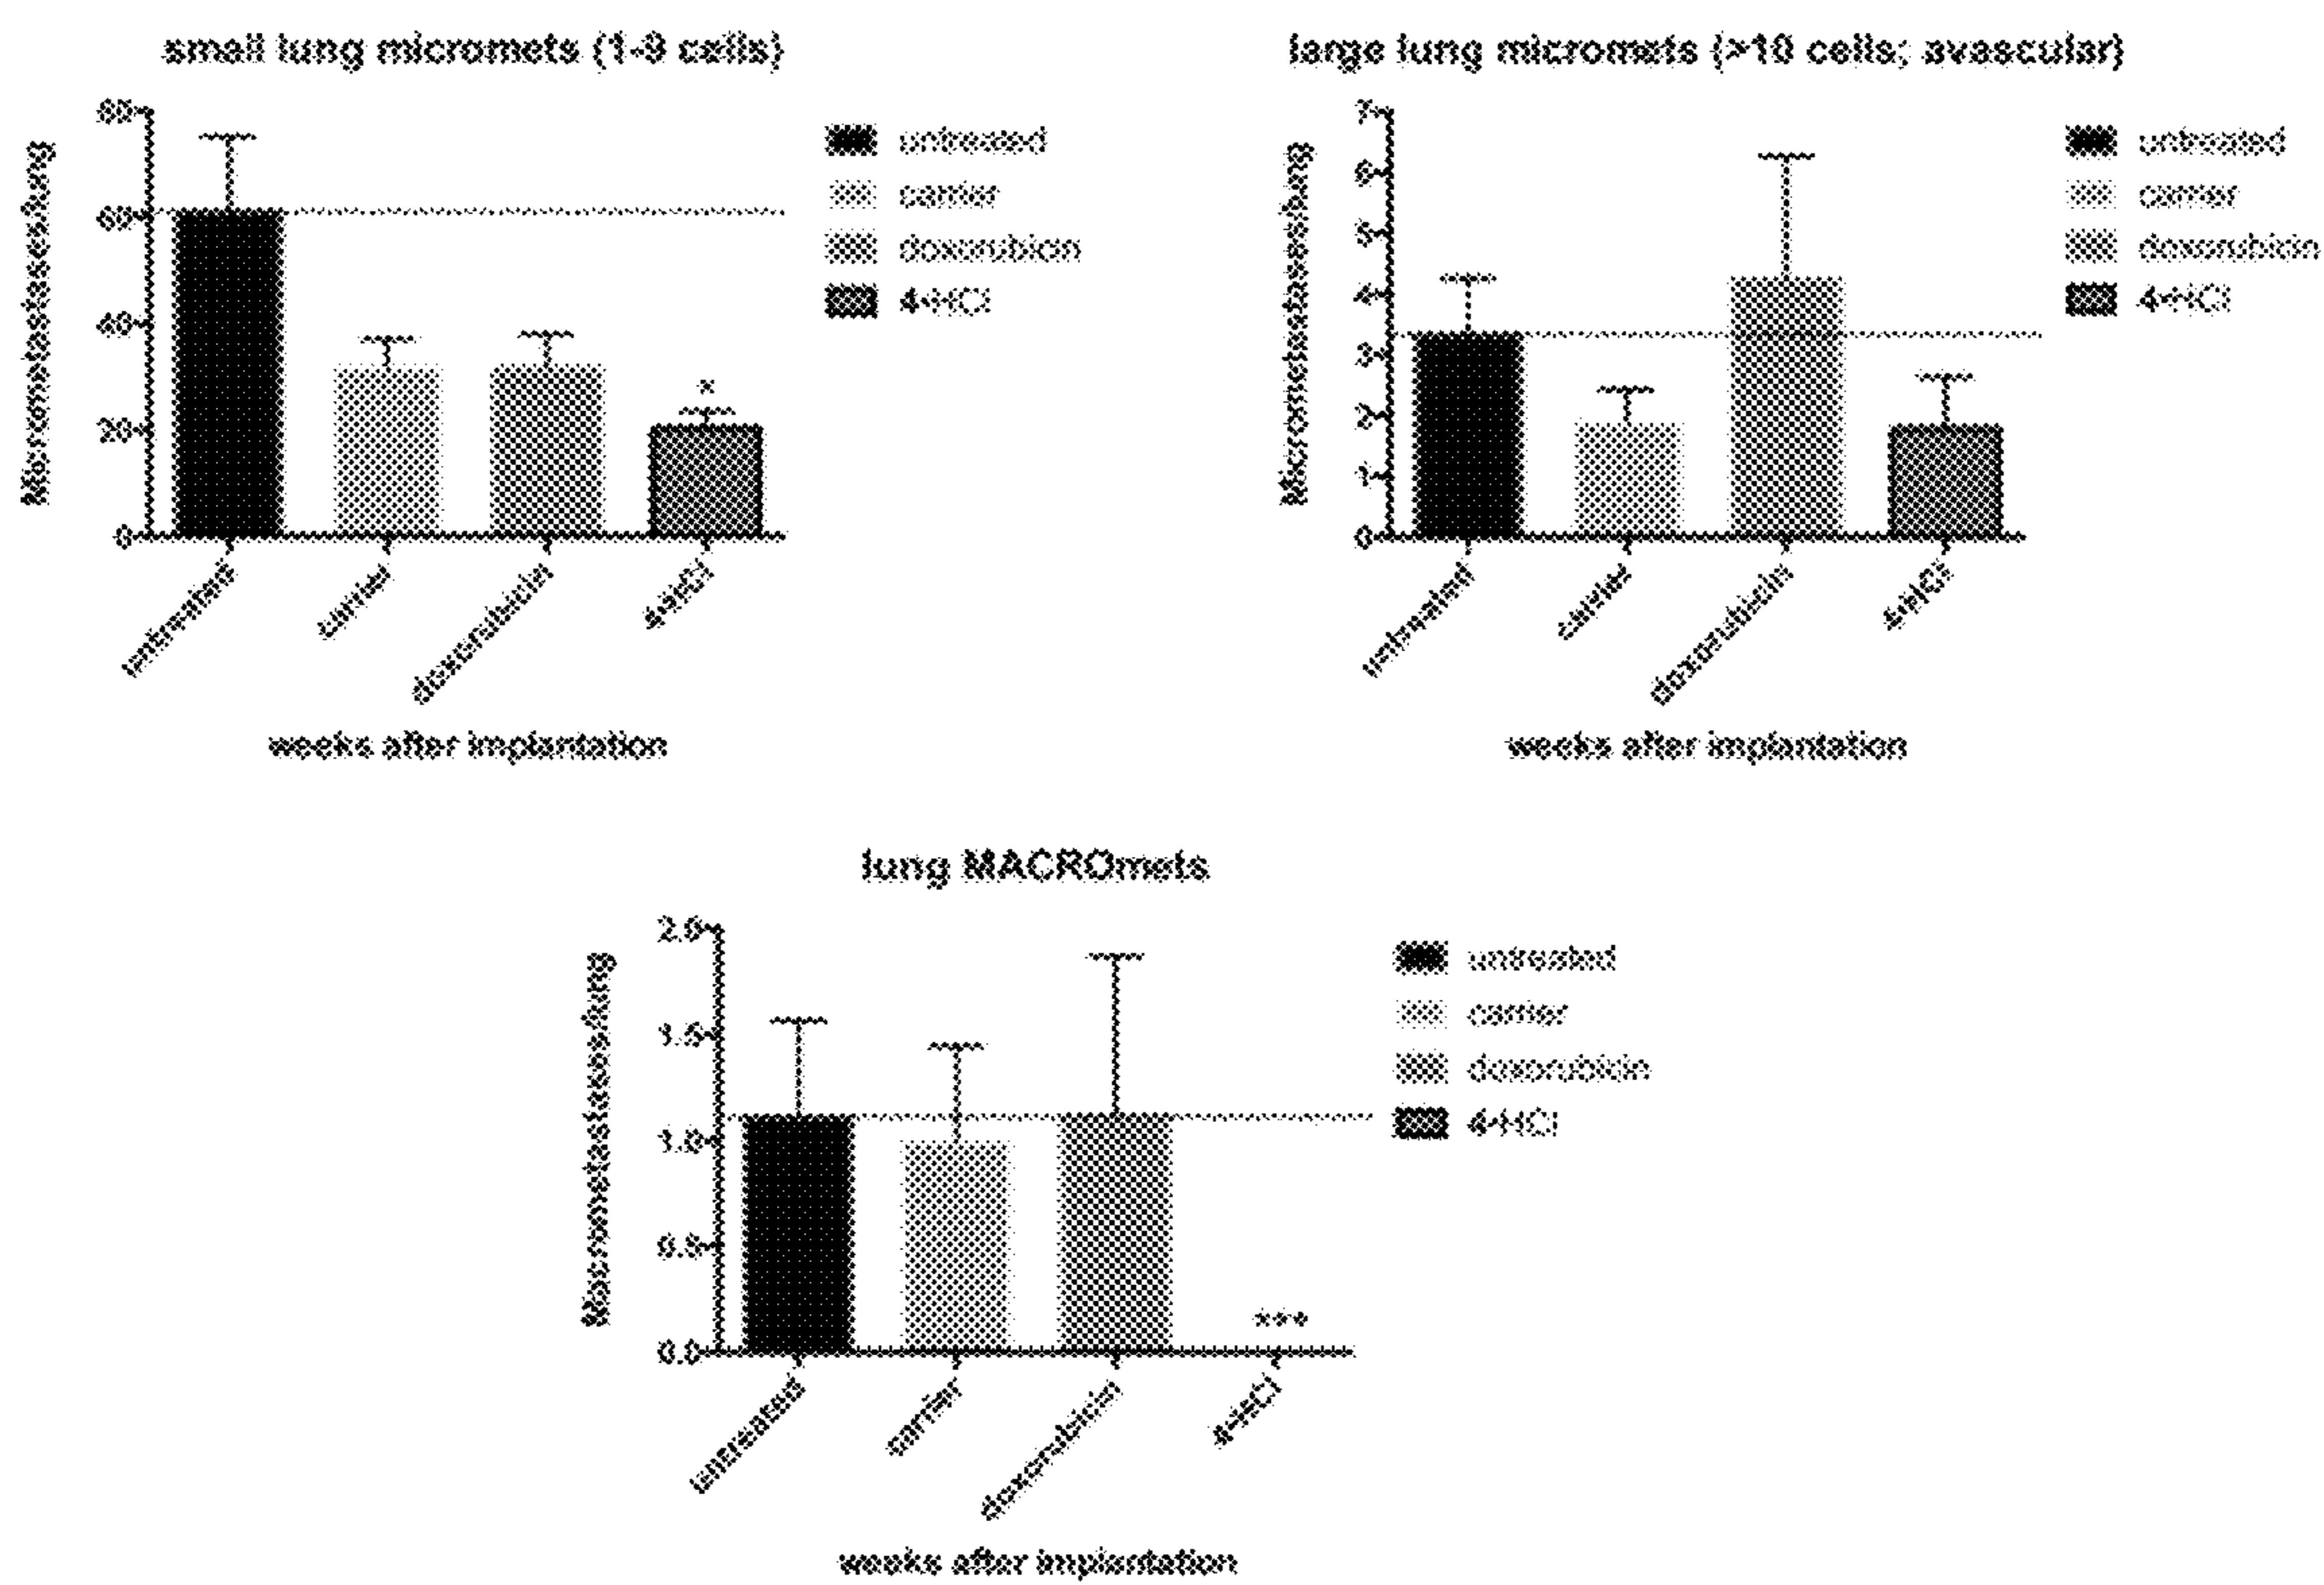 small lung micromets (1-9 cells)
Micrometastases/lung
80
60
40
20
0
untreated
carrier
doxorubicin
4-HCl
weeks after implantation
untreated
carrier
doxorubicin
4-HCl
large lung micromets (>10 cells; avascular)
Micrometastases/lung
7
6
5
4
3
2
1
0
untreated
carrier
doxorubicin
4-HCl
weeks after implantation
untreated
carrier
doxorubicin
4-HCl
lung MACROmets
Macrometastases/lung
2.0
1.5
1.0
0.5
0.0
***
untreated
carrier
doxorubicin
4-HCl
weeks after implantation
untreated
carrier
doxorubicin
4-HCl